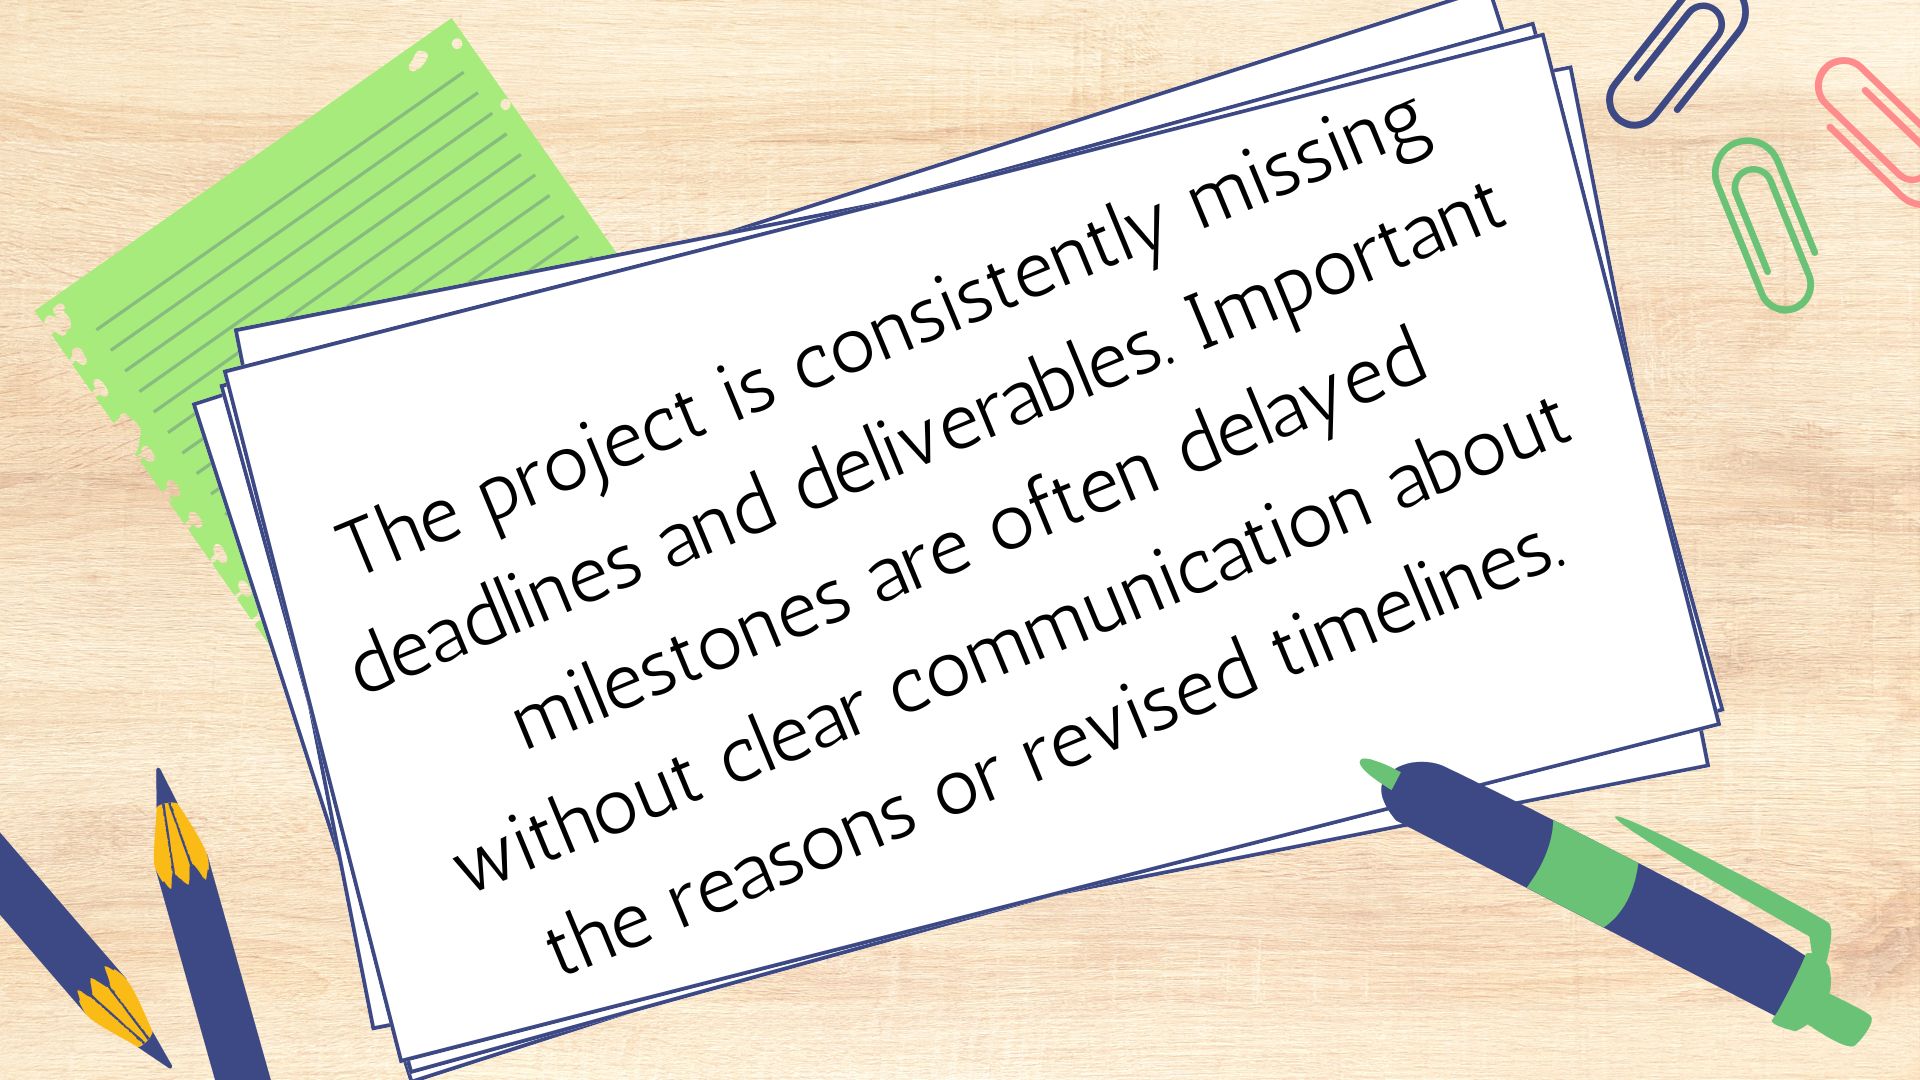 The project is consistently missing
deadlines and deliverables. Important
milestones are often delayed
without clear communication about
the reasons or revised timelines.